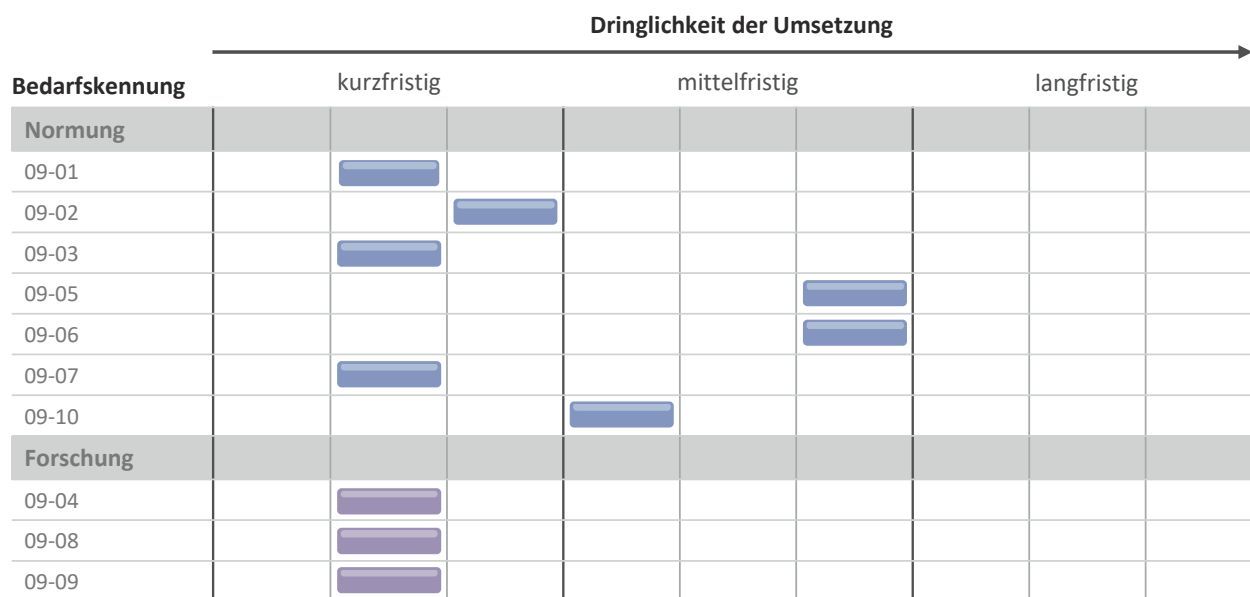 Dringlichkeit der Umsetzung
Bedarfskennung kurzfristig mittelfristig langfristig
Normung
09-01
09-02
09-03
09-05
09-06
09-07
09-10
Forschung
09-04
09-08
09-09